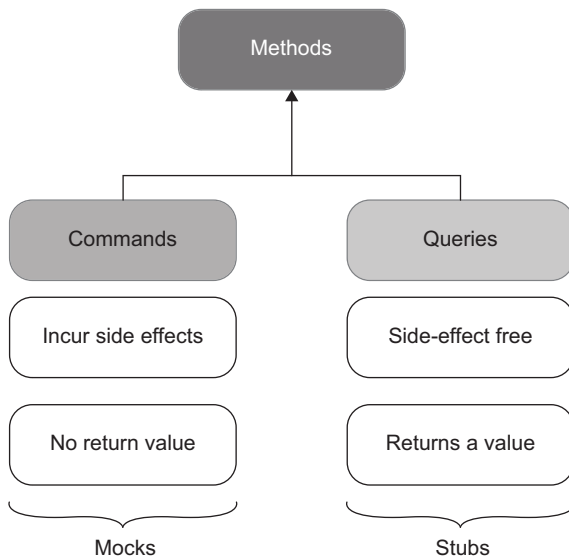 Methods
Commands
Queries
Incur side effects
Side-effect free
No return value
Returns a value
Mocks
Stubs